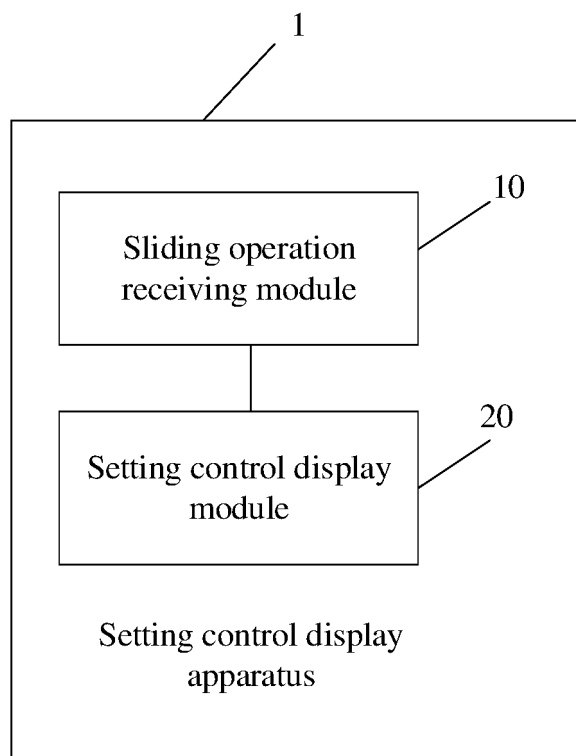 1
10
Sliding operation
receiving module
20
Setting control display
module
Setting control display
apparatus